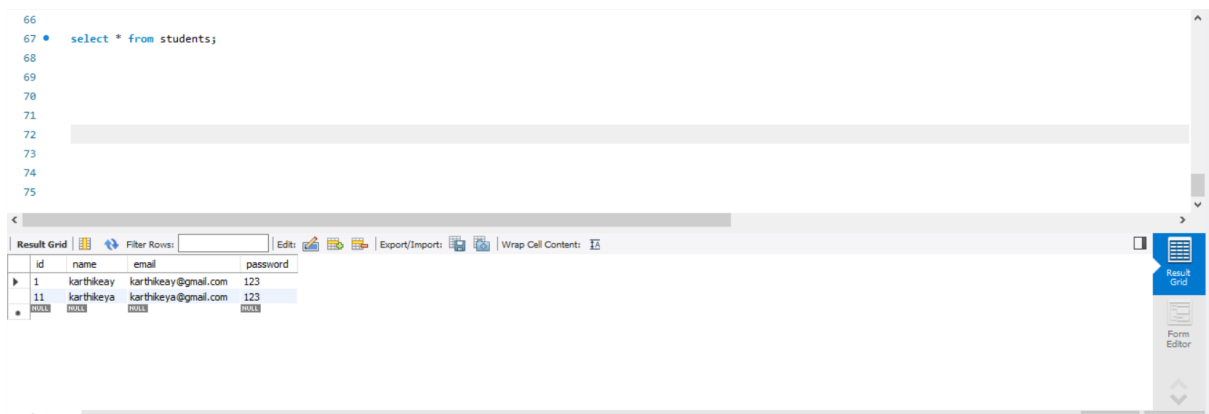 66
67 select * from students;
68
69
70
71
72
73
74
75
Result Grid Filter Rows: Edit: Export/Import: Wrap Cell Content: IA
id name email password
1 karthikeay karthikeay@gmail.com 123
11 karthikeya karthikeya@gmail.com 123
NULL NULL NULL NULL
Result
Grid
Form
Editor